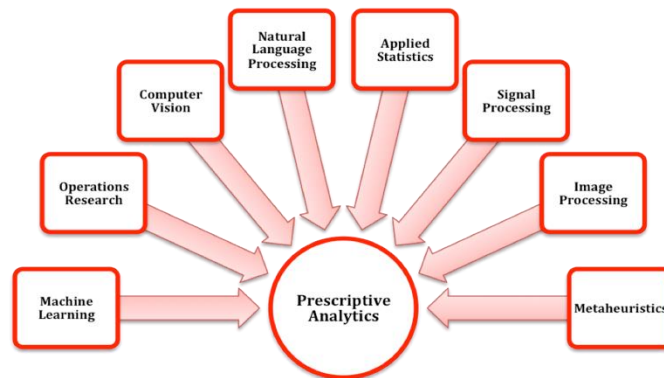 Natural
Language
Processing
Applied
Statistics
Computer
Vision
Signal
Processing
Operations
Research
Image
Processing
Machine
Learning
Prescriptive
Analytics
Metaheuristics